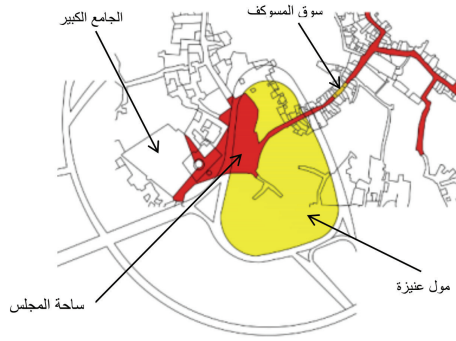 سوق المسوكف
الجامع الكبير
مول عنيزة
ساحة المجلس